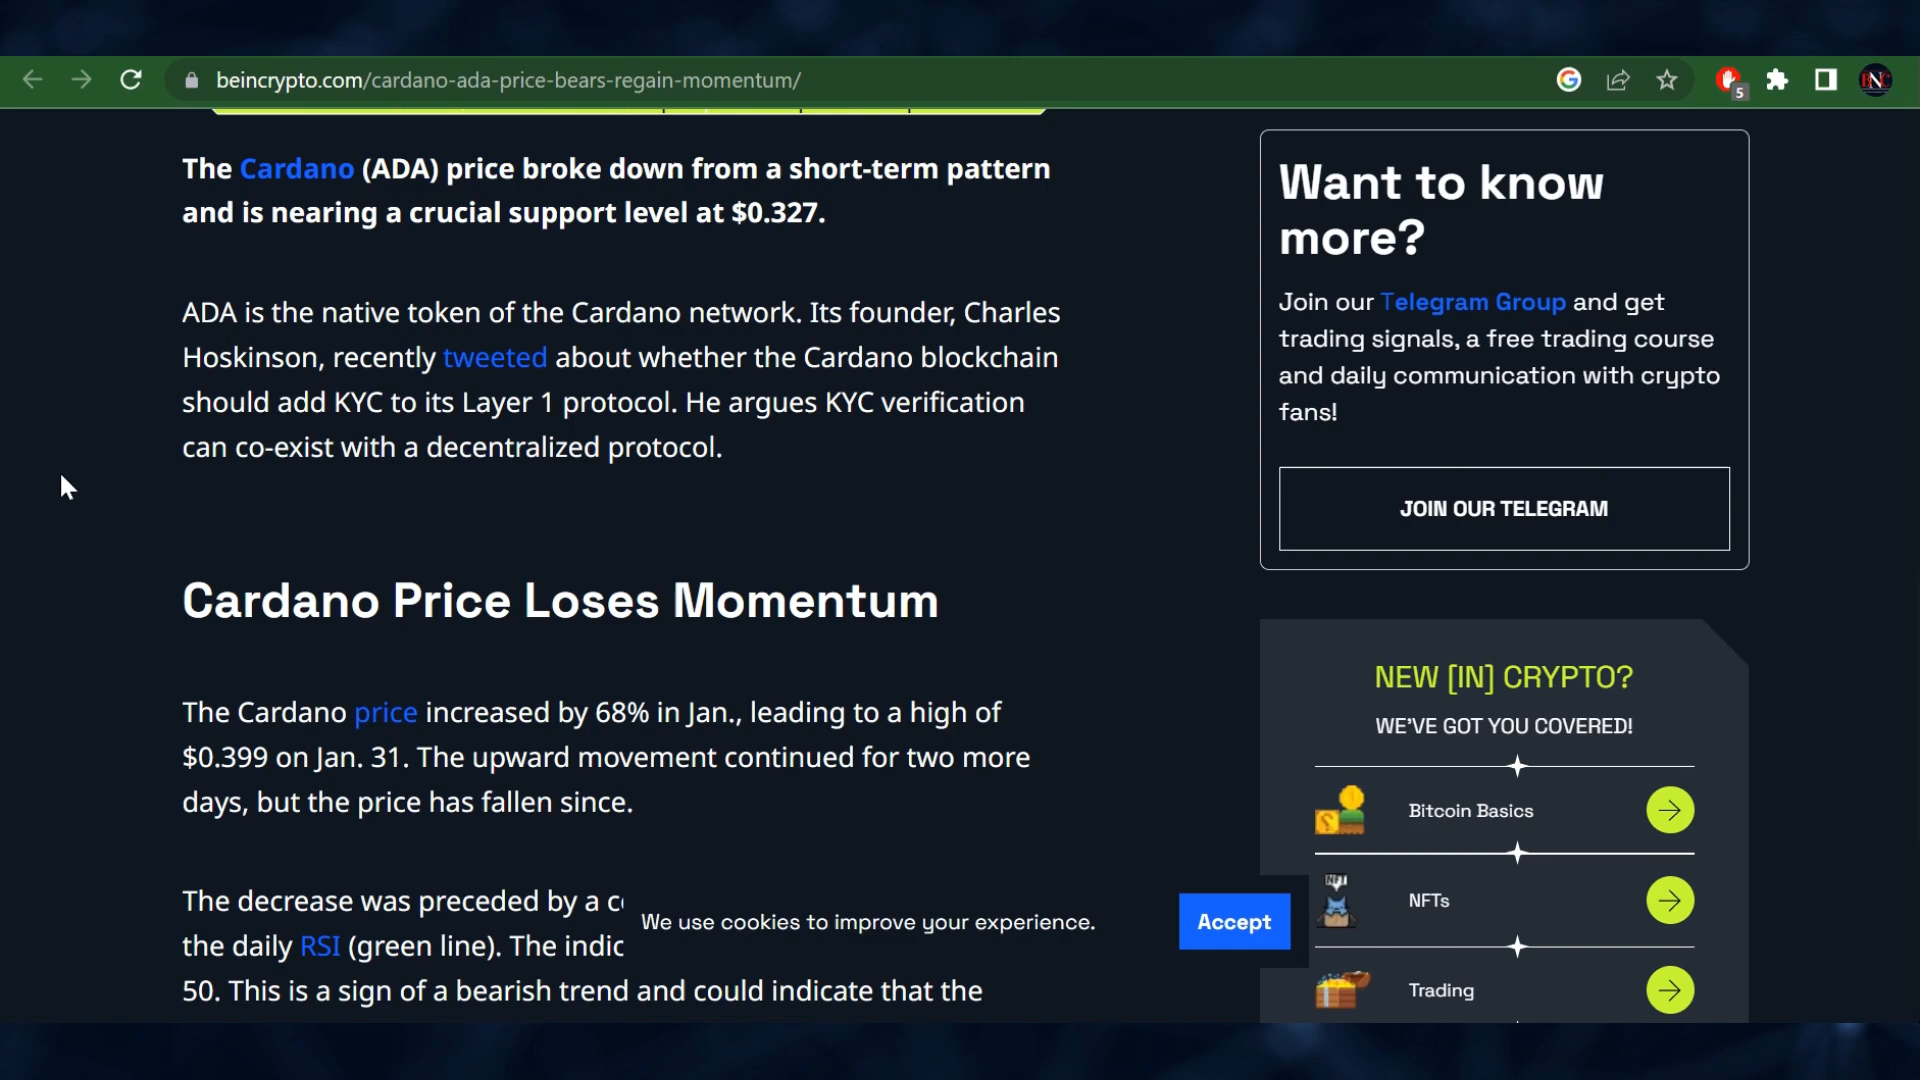 beincrypto.com/cardano-ada-price-bears-regain-momentum/
5
BNC
The Cardano (ADA) price broke down from a short-term pattern
and is nearing a crucial support level at $0.327.
ADA is the native token of the Cardano network. Its founder, Charles
Hoskinson, recently tweeted about whether the Cardano blockchain
should add KYC to its Layer 1 protocol. He argues KYC verification
can co-exist with a decentralized protocol.
Cardano Price Loses Momentum
The Cardano price increased by 68% in Jan., leading to a high of
$0.399 on Jan. 31. The upward movement continued for two more
days, but the price has fallen since.
The decrease was preceded by a
the daily RSI (green line). The
50. This is a sign of a bearish trend and could indicate that the
We use cookies to improve your experience.
Accept
Want to know
more?
Join our Telegram Group and get
trading signals, a free trading course
and daily communication with crypto
fans!
JOIN OUR TELEGRAM
NEW [IN] CRYPTO?
WE'VE GOT YOU COVERED!
Bitcoin Basics
NFT
NFTs
Trading